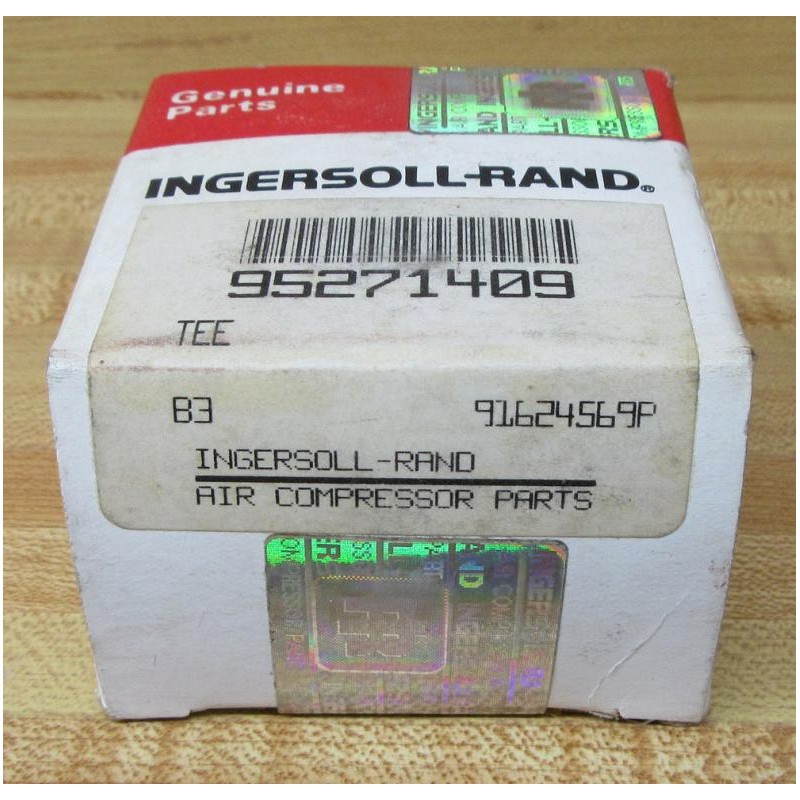 Genuine
Parts
INGERSOLL-RAND®
95271409
TEE
B3 91624569P
INGERSOLL-RAND
AIR COMPRESSOR PARTS